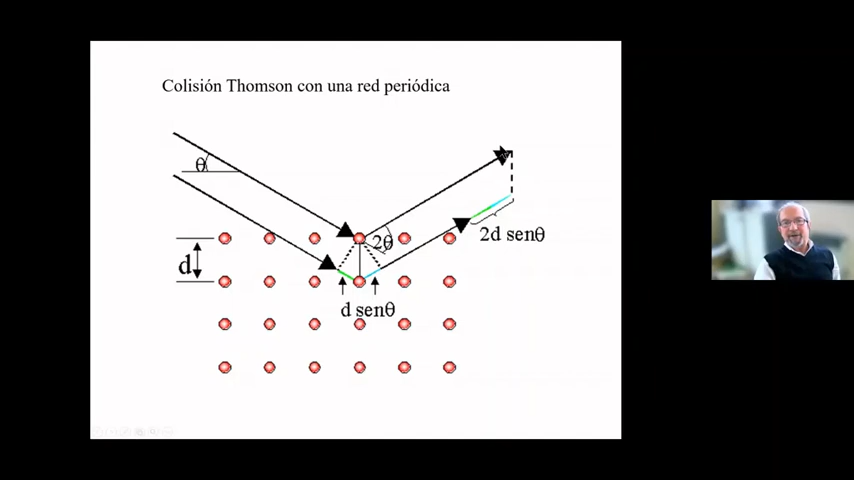 Colisión Thomson con una red periódica
θ
2θ
2d senθ
d
d senθ